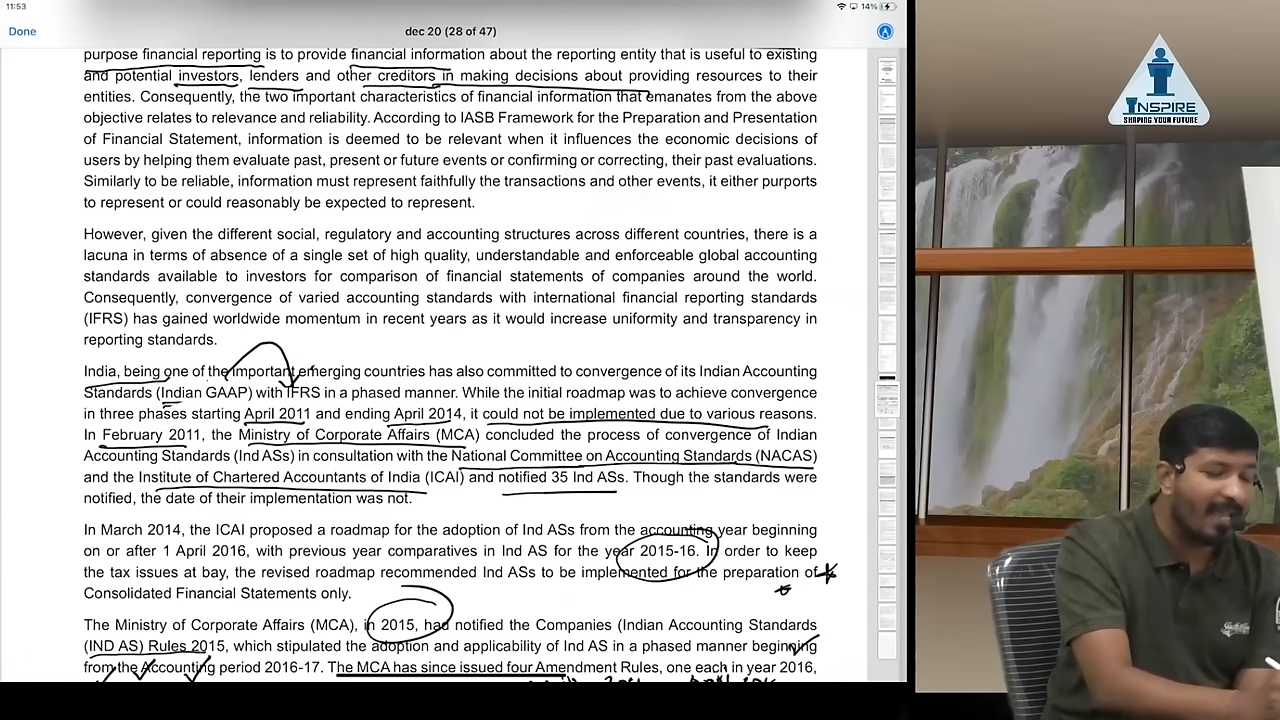 11:53
14%
Done
dec 20 (28 of 47)
purpose financial reporting is to provide financial information about the reporting entity that is useful to existing
and potential investors, lenders and other creditors in making decisions about providing resources to their
entities. Consequently, the two important characteristics of financial information that emanates from the above
objective relates to relevance and reliability. According to IASB Framework for the Preparation and Presentation
of Financial Statement, information is deemed to be relevant whether it influences the economic decisions of
users by helping them evaluate past, present or future events or confirming or correcting, their past evaluations.
Similarly to be reliable, information must represent faithfully the transactions and other events, it either purports
to represent or could reasonably be expected to represent.
However, given the different social, regulatory and accounting structures across different countries, there is a
lacuna in terms of existence of single set of high quality, understandable and enforceable global accounting
standards available to investors for comparison of financial statements of companies around the world.
Consequently, convergence of varied accounting standards with international financial reporting standards
(IFRS) has gained worldwide momentum in recent years as it would increase uniformity and transparency in
reporting standards.
India, being one of the important emerging countries has also committed to convergence of its Indian Accounting
Standards (I-GAAP) with IFRS in a phased manner. While the initial roadmap was to achieve convergence
in three phases during April 2011 and ending April 2014, it could not be implemented due to various reasons.
In February 2011, the Ministry of Corporate Affairs (MCA) concluded the process of convergence of Indian
Accounting Standards (Ind ASs) in consultation with the National Committee on Accounting Standards (NACAS)
and the Institute of Chartered Accountants of India (ICAI) and notified 35 Ind ASs. Though the standards were
notified, the date of their implementation was not.
In March 2014, the ICAI proposed a roadmap for the adoption of Ind ASs from the accounting year beginning
on or after 1 April 2016, with previous year comparatives in Ind AS for the year 2015-16. In order to keep
the tax issues at bay, the ICAI has recommended Ind ASs to be implemented for the preparation of
Consolidated Financial Statements only.
The Ministry of Corporate Affairs (MCA), in 2015, had notified the Companies (Indian Accounting Standards
(IND AS) Rules 2015, which stipulated the adoption and applicability of Ind AS in a phased manner beginning
from the Accounting period 2016-17. The MCA has since issued four Amendment Rules, one each in year 2016,
INSPIRE
SHAPING YOUR FUTURE